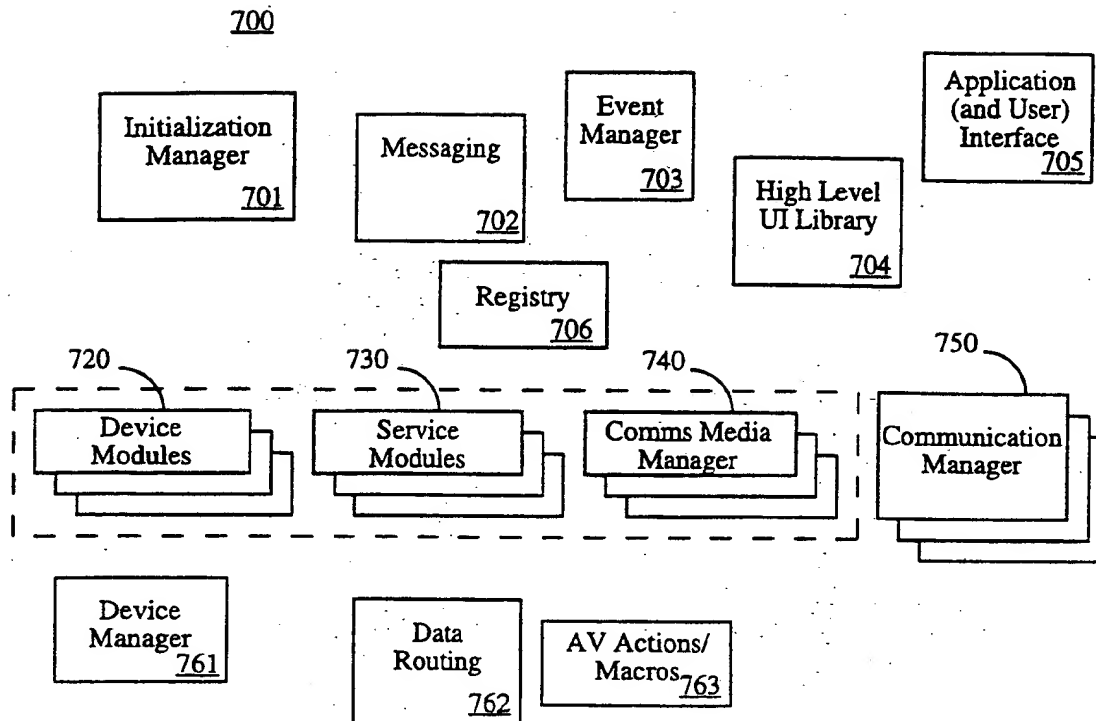 700
Initialization
Manager
701
Messaging
702
Event
Manager
703
High Level
UI Library
704
Application
(and User)
Interface
705
Registry
706
720
Device
Modules
730
Service
Modules
740
Comms Media
Manager
750
Communication
Manager
Device
Manager
761
Data
Routing
762
AV Actions/
Macros
763